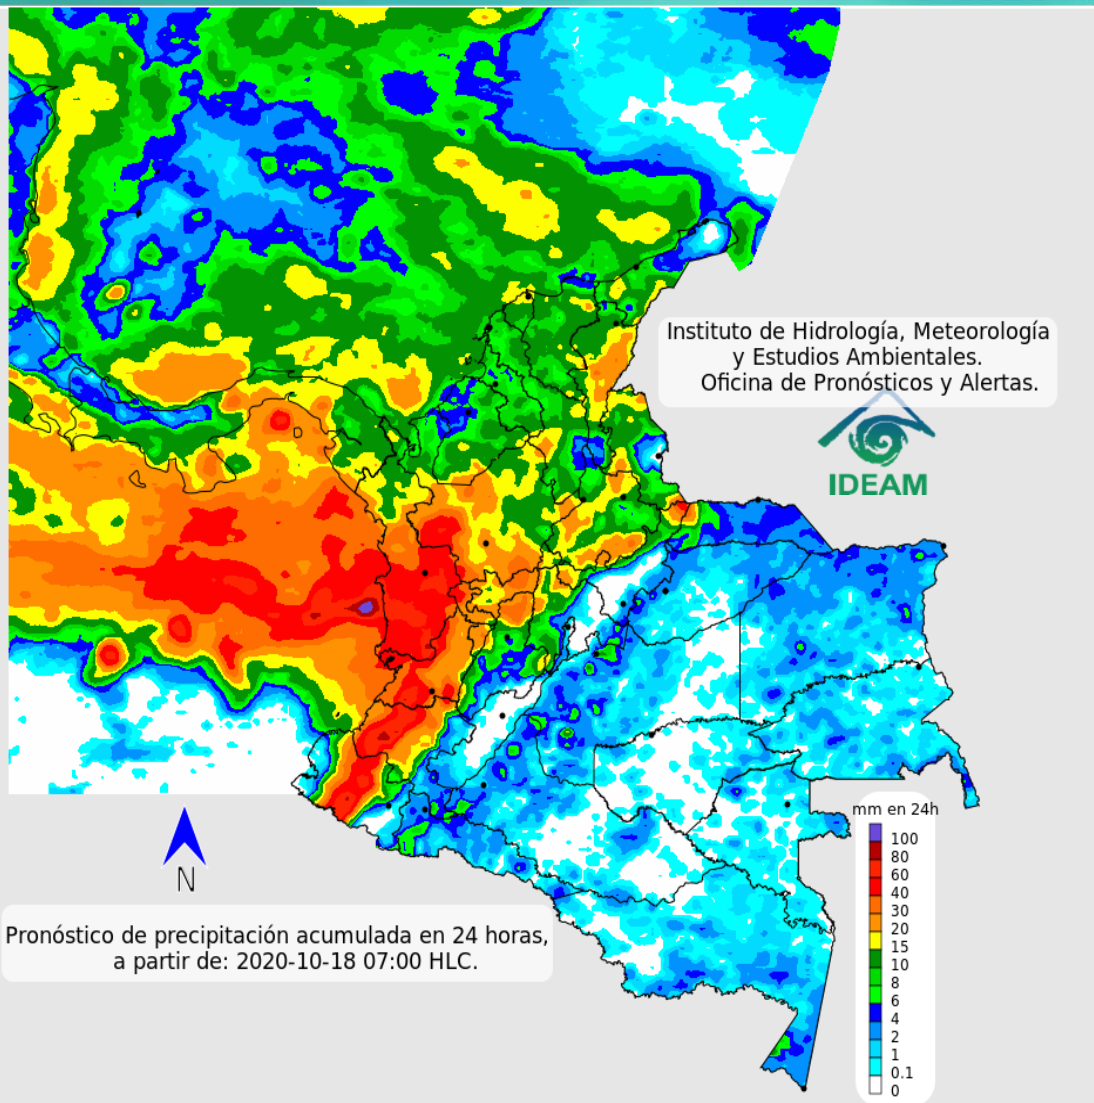 Instituto de Hidrología, Meteorología
y Estudios Ambientales.
Oficina de Pronósticos y Alertas.
IDEAM
mm en 24h
100
80
60
40
30
20
15
10
8
6
4
2
1
0.1
0
N
Pronóstico de precipitación acumulada en 24 horas,
a partir de: 2020-10-18 07:00 HLC.